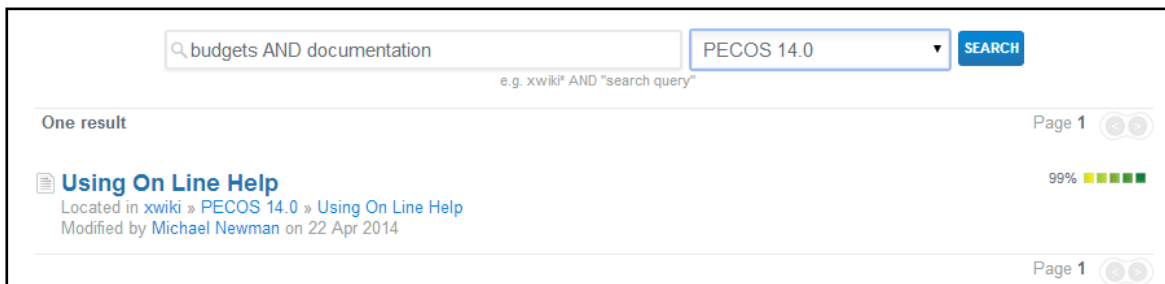 budgets AND documentation PECOS 14.0 SEARCH
e.g. xwiki* AND "search query"
One result Page 1 < >
Using On Line Help 99%
Located in xwiki » PECOS 14.0 » Using On Line Help
Modified by Michael Newman on 22 Apr 2014
Page 1 < >